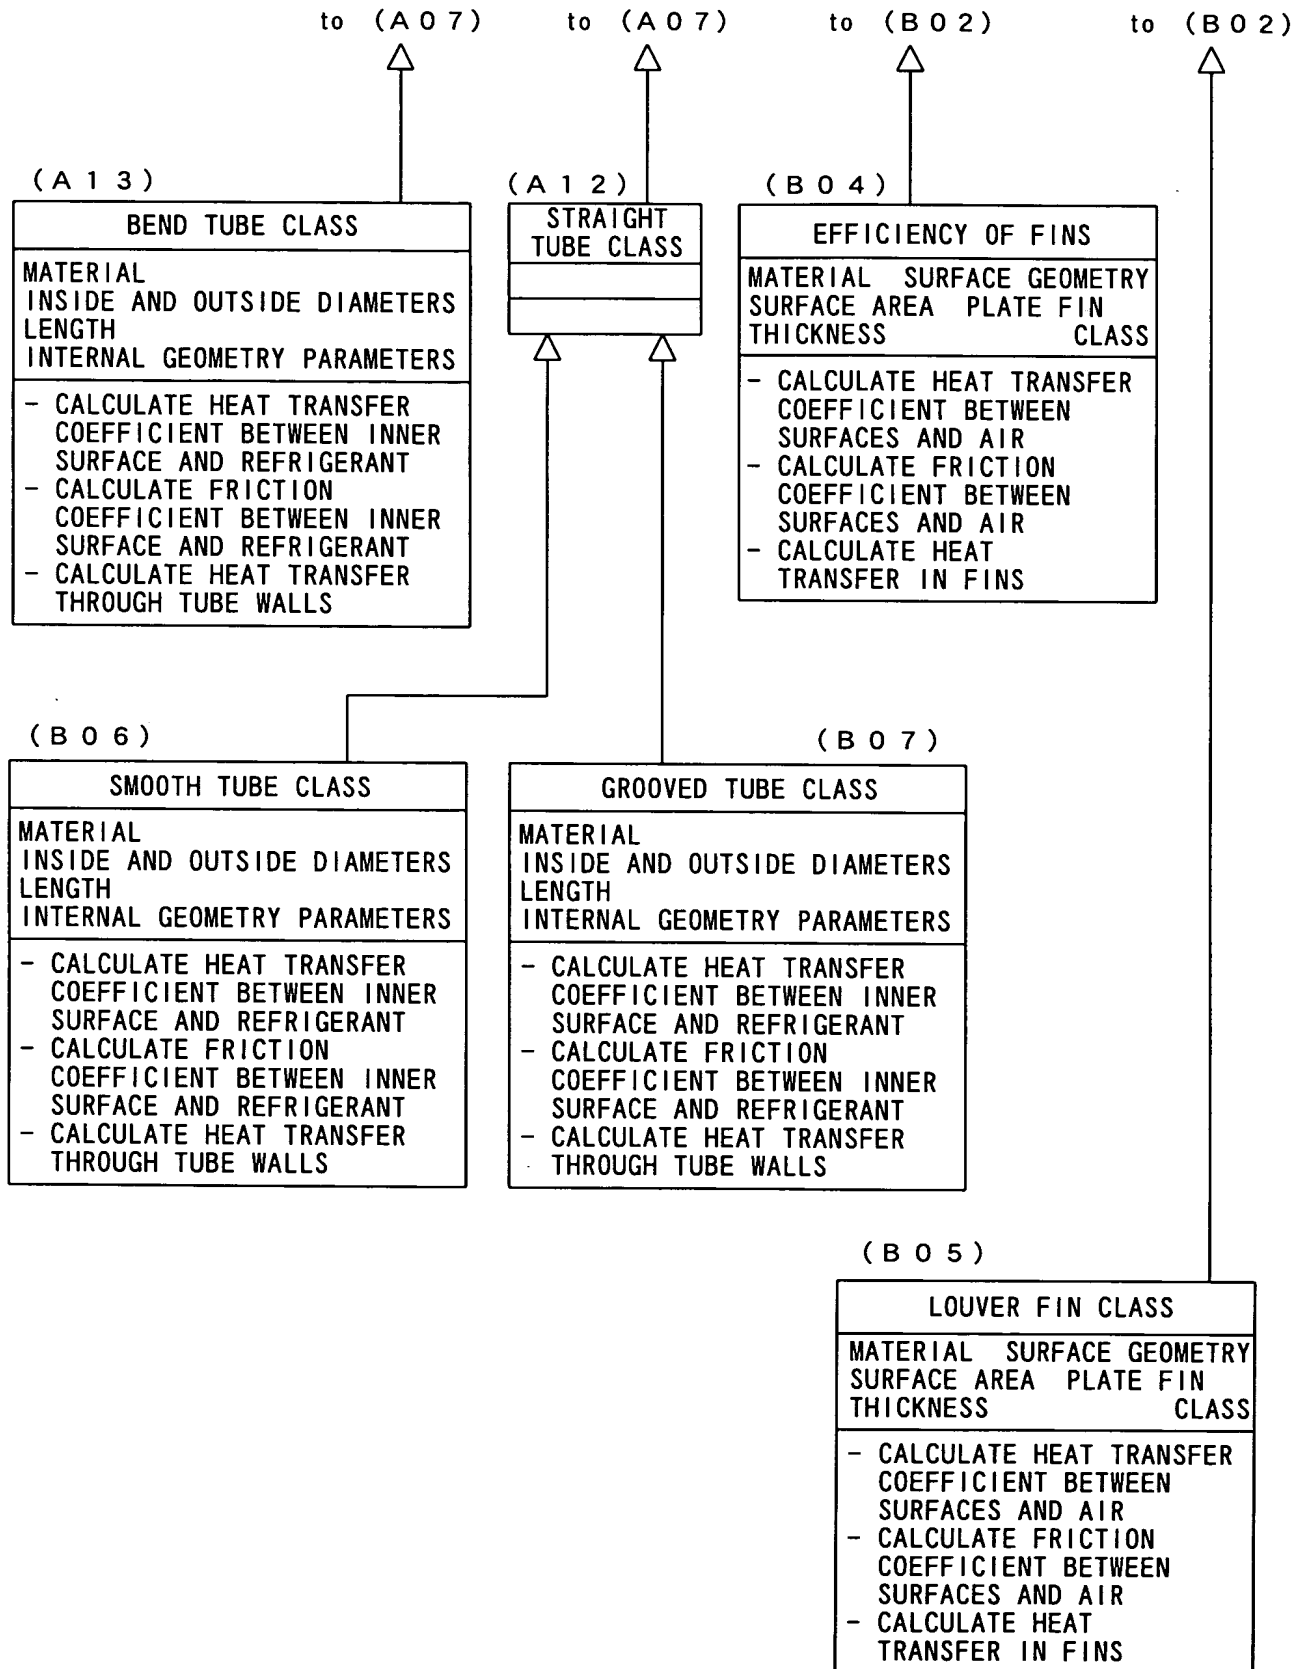 to (A07)
to (A07)
to (B02)
to (B02)
(A13)
BEND TUBE CLASS
MATERIAL
INSIDE AND OUTSIDE DIAMETERS
LENGTH
INTERNAL GEOMETRY PARAMETERS
- CALCULATE HEAT TRANSFER
COEFFICIENT BETWEEN INNER
SURFACE AND REFRIGERANT
- CALCULATE FRICTION
COEFFICIENT BETWEEN INNER
SURFACE AND REFRIGERANT
- CALCULATE HEAT TRANSFER
THROUGH TUBE WALLS
(A12)
STRAIGHT
TUBE CLASS
(B04)
EFFICIENCY OF FINS
MATERIAL SURFACE GEOMETRY
SURFACE AREA PLATE FIN
THICKNESS CLASS
- CALCULATE HEAT TRANSFER
COEFFICIENT BETWEEN
SURFACES AND AIR
- CALCULATE FRICTION
COEFFICIENT BETWEEN
SURFACES AND AIR
- CALCULATE HEAT
TRANSFER IN FINS
(B06)
SMOOTH TUBE CLASS
MATERIAL
INSIDE AND OUTSIDE DIAMETERS
LENGTH
INTERNAL GEOMETRY PARAMETERS
- CALCULATE HEAT TRANSFER
COEFFICIENT BETWEEN INNER
SURFACE AND REFRIGERANT
- CALCULATE FRICTION
COEFFICIENT BETWEEN INNER
SURFACE AND REFRIGERANT
- CALCULATE HEAT TRANSFER
THROUGH TUBE WALLS
(B07)
GROOVED TUBE CLASS
MATERIAL
INSIDE AND OUTSIDE DIAMETERS
LENGTH
INTERNAL GEOMETRY PARAMETERS
- CALCULATE HEAT TRANSFER
COEFFICIENT BETWEEN INNER
SURFACE AND REFRIGERANT
- CALCULATE FRICTION
COEFFICIENT BETWEEN INNER
SURFACE AND REFRIGERANT
- CALCULATE HEAT TRANSFER
THROUGH TUBE WALLS
(B05)
LOUVER FIN CLASS
MATERIAL SURFACE GEOMETRY
SURFACE AREA PLATE FIN
THICKNESS CLASS
- CALCULATE HEAT TRANSFER
COEFFICIENT BETWEEN
SURFACES AND AIR
- CALCULATE FRICTION
COEFFICIENT BETWEEN
SURFACES AND AIR
- CALCULATE HEAT
TRANSFER IN FINS